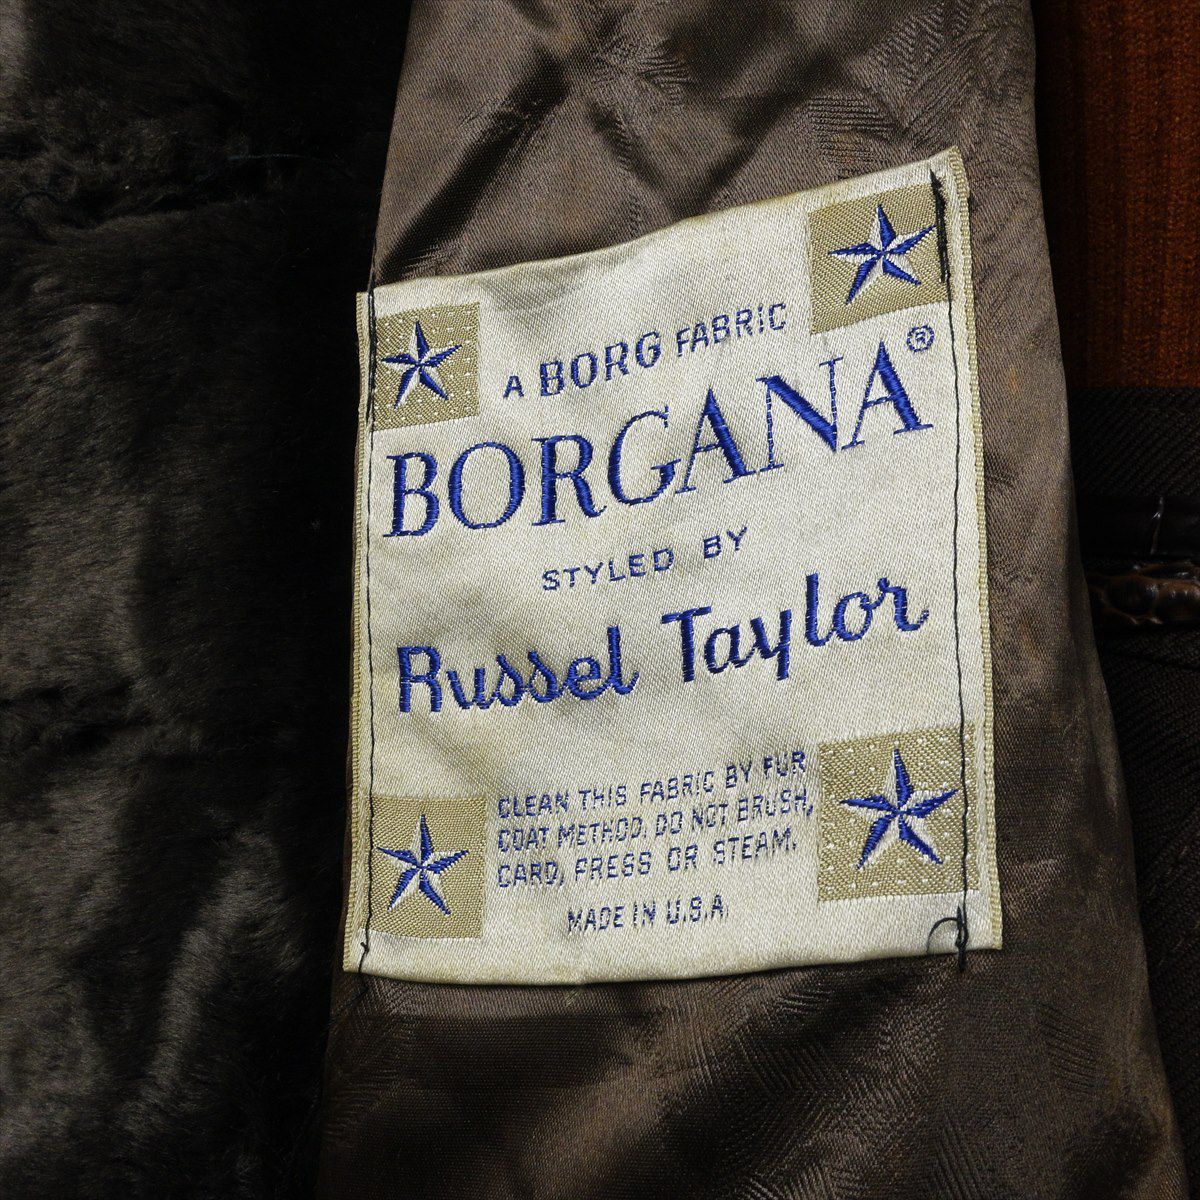 A BORG FABRIC
BORGANA®
STYLED BY
Russel Taylor
CLEAN THIS FABRIC BY FUR
COAT METHOD. DO NOT BRUSH,
CARD, PRESS OR STEAM.
MADE IN U.S.A.